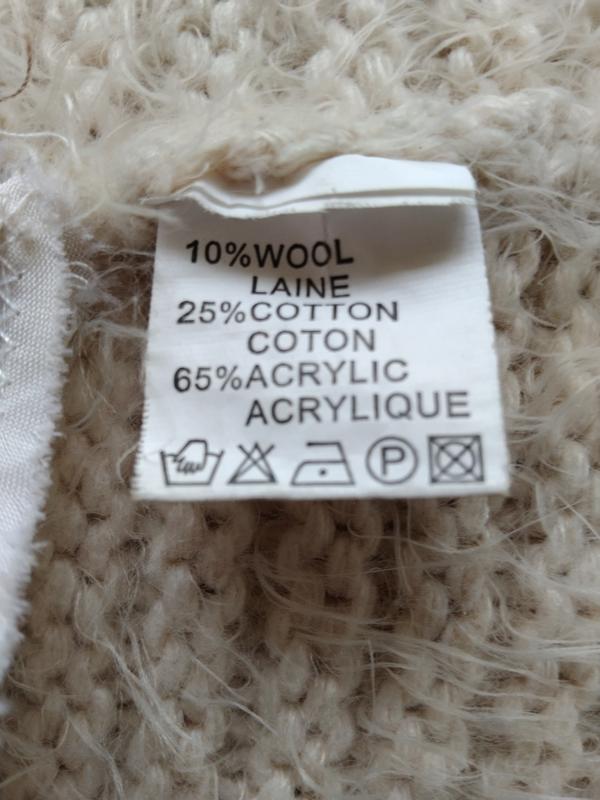 10%WOOL
LAINE
25%COTTON
COTON
65%ACRYLIC
ACRYLIQUE
P